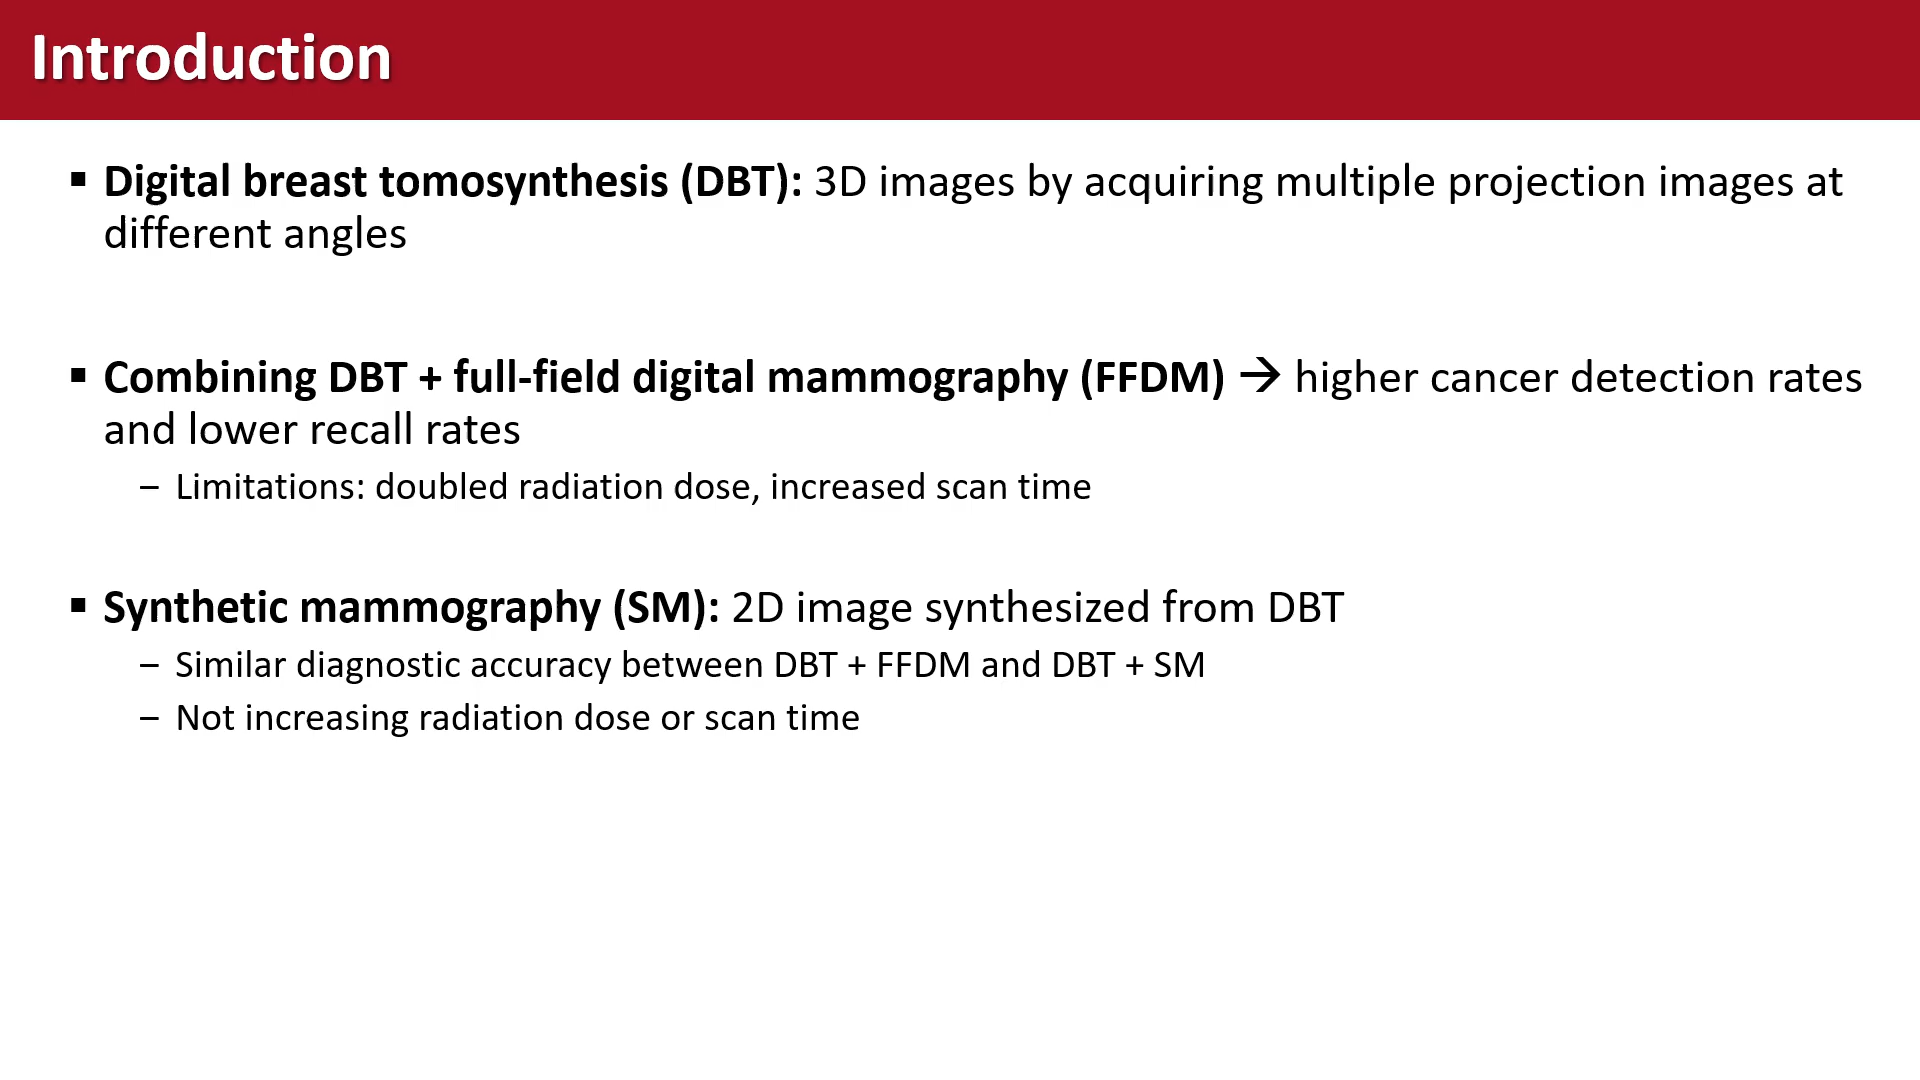 Introduction
▪ Digital breast tomosynthesis (DBT): 3D images by acquiring multiple projection images at
different angles
▪ Combining DBT + full-field digital mammography (FFDM) → higher cancer detection rates
and lower recall rates
– Limitations: doubled radiation dose, increased scan time
▪ Synthetic mammography (SM): 2D image synthesized from DBT
– Similar diagnostic accuracy between DBT + FFDM and DBT + SM
– Not increasing radiation dose or scan time